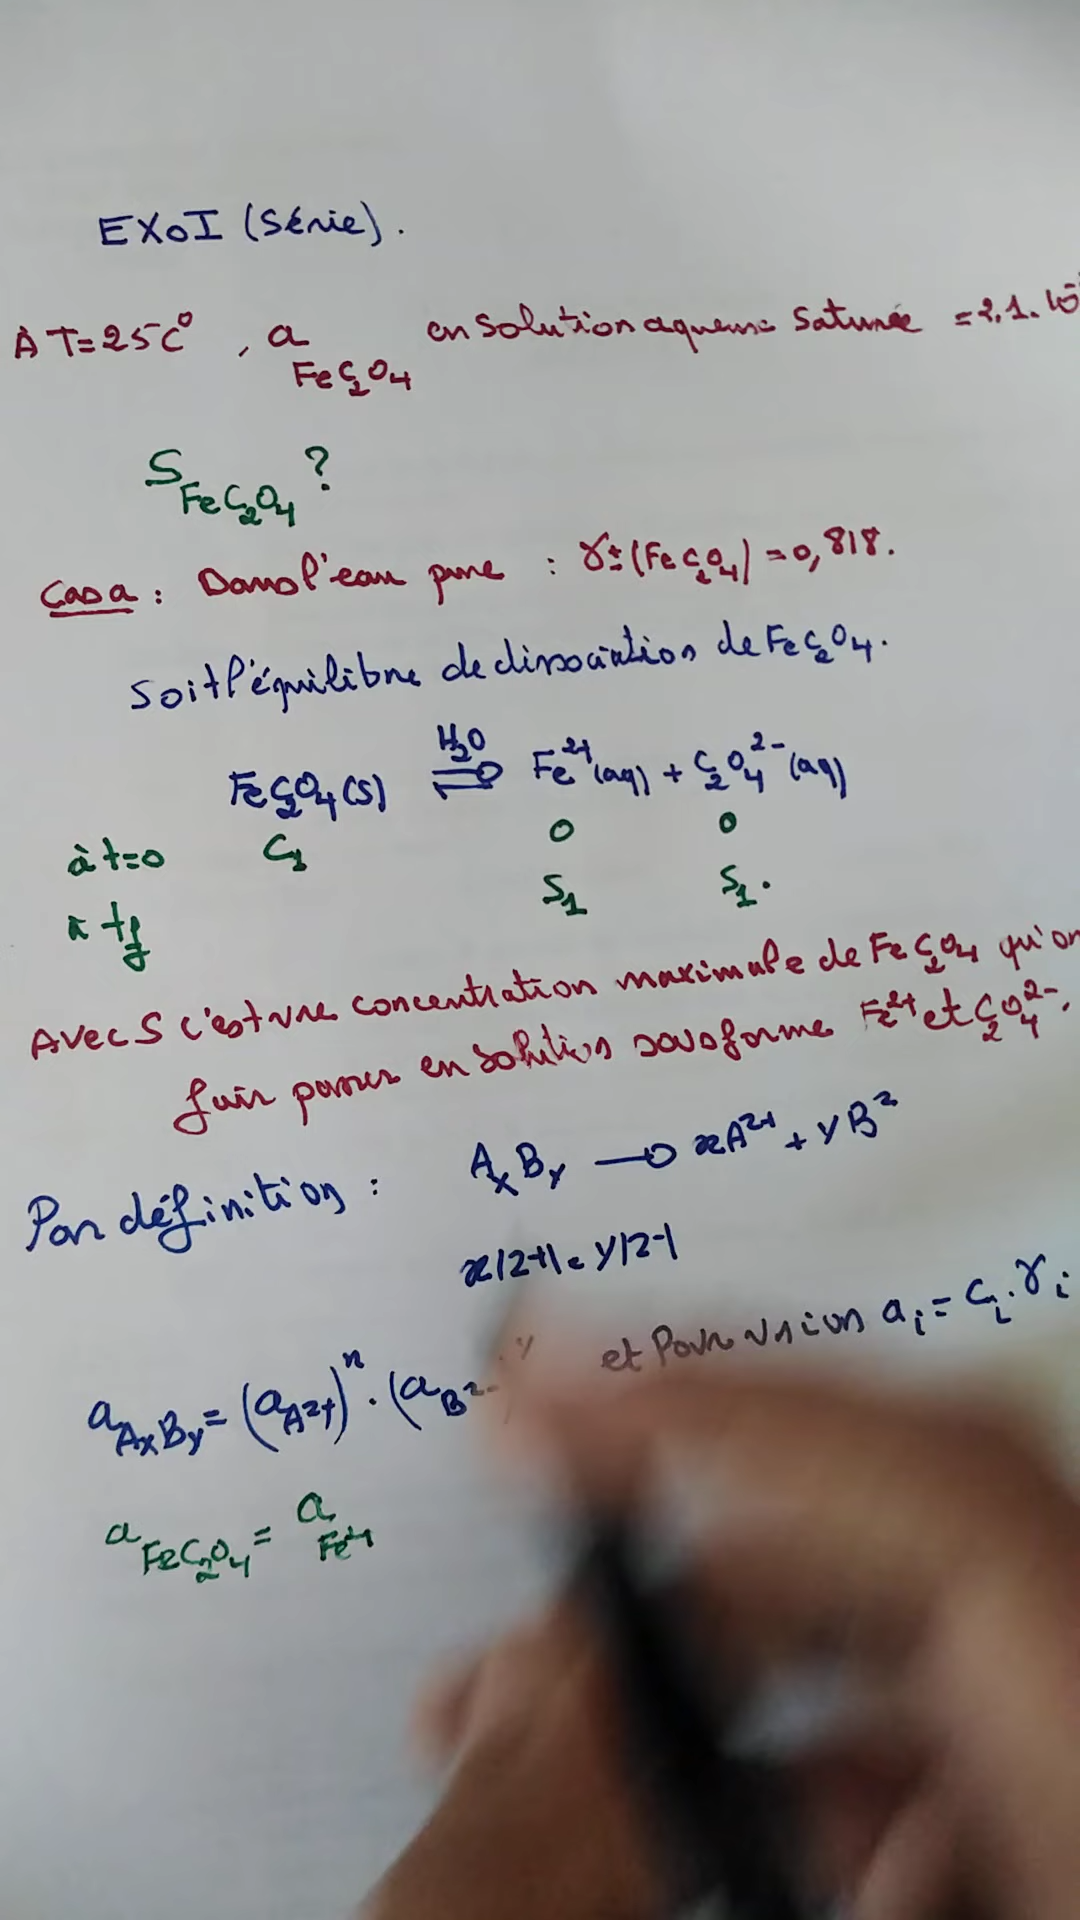 EXOI (Série).
À T=25C° , a FeC2O4 en solution aqueuse saturée = 2,1.10-
S FeC2O4 ?
Cas a : Dans l'eau pure : γ± (FeC2O4) = 0,818.
Soit l'équilibre de dissociation de FeC2O4.
FeC2O4(s) ⇌ H2O Fe2+(aq) + C2O4 2-(aq)
à t=0 C1 0 0
à tf S1 S1.
Avec S c'est une concentration maximale de FeC2O4 qu'on
fair passer en solution sous forme Fe2+ et C2O4 2-.
Par définition : AxBy → xA2+ + yB2
x|2+| = y|2-|
aAxBy = (aA2+)x . (aB2- y et pour un ion ai = Ci . γi
aFeC2O4 = aFe2+